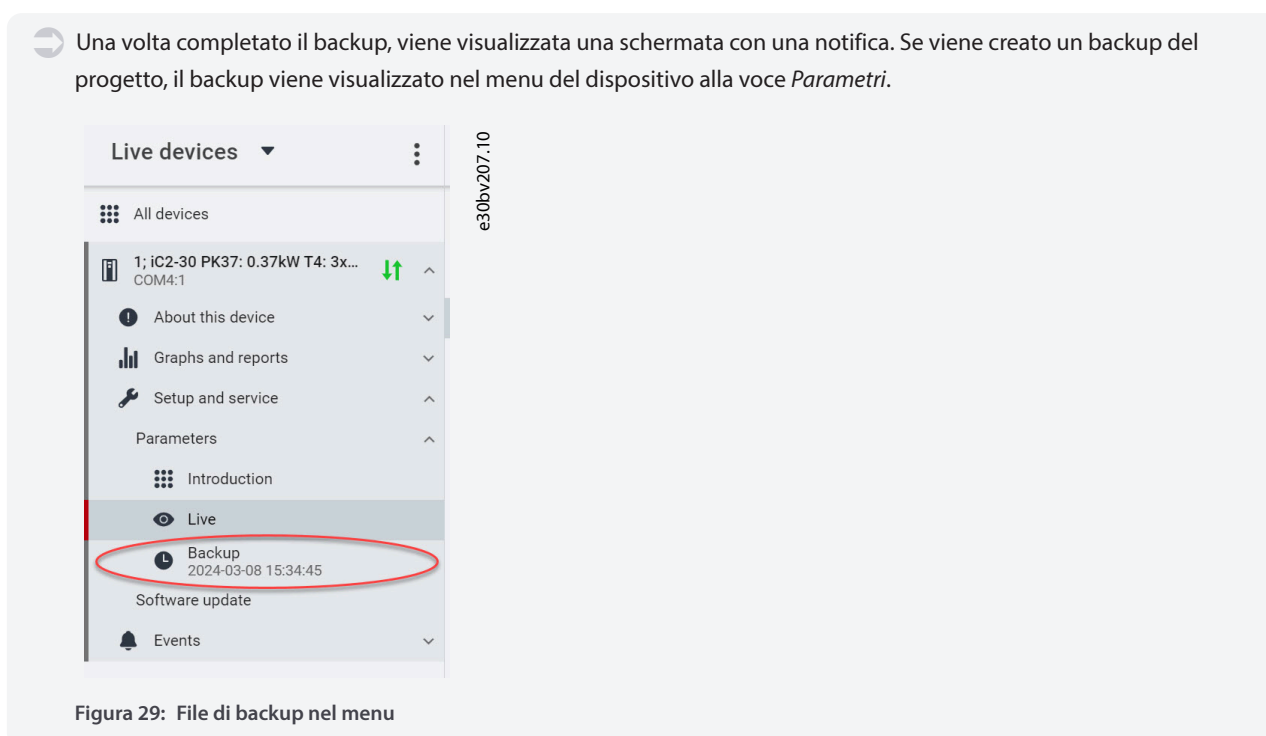 Una volta completato il backup, viene visualizzata una schermata con una notifica. Se viene creato un backup del
progetto, il backup viene visualizzato nel menu del dispositivo alla voce Parametri.
Live devices
e30bv207.10
All devices
1; iC2-30 PK37: 0.37kW T4: 3x...
COM4:1
About this device
Graphs and reports
Setup and service
Parameters
Introduction
Live
Backup
2024-03-08 15:34:45
Software update
Events
Figura 29: File di backup nel menu